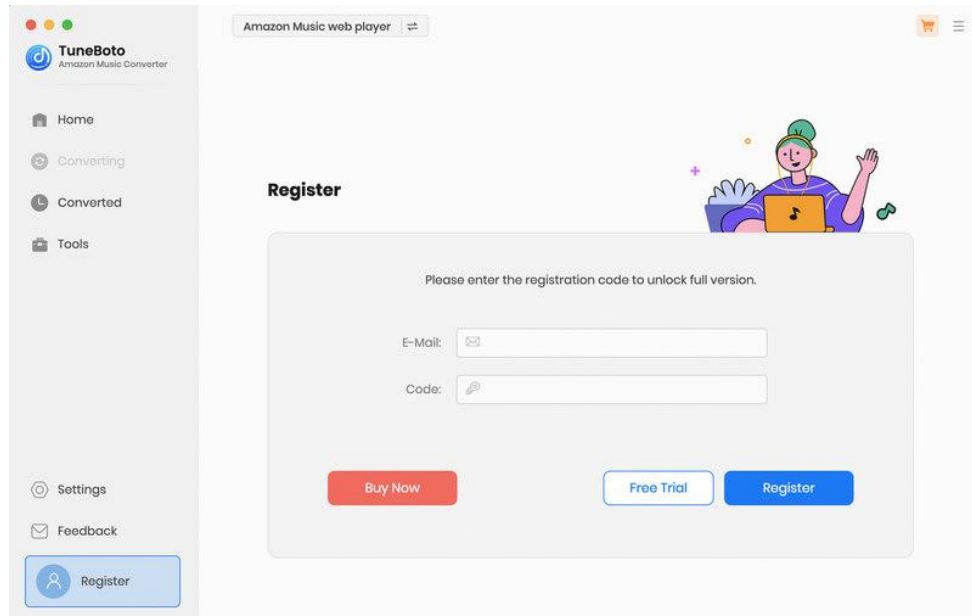 TuneBoto
Amazon Music Converter
Home
Converting
Converted
Tools
Settings
Feedback
Register
Amazon Music web player
Register
Please enter the registration code to unlock full version.
E-Mail:
Code:
Buy Now
Free Trial
Register